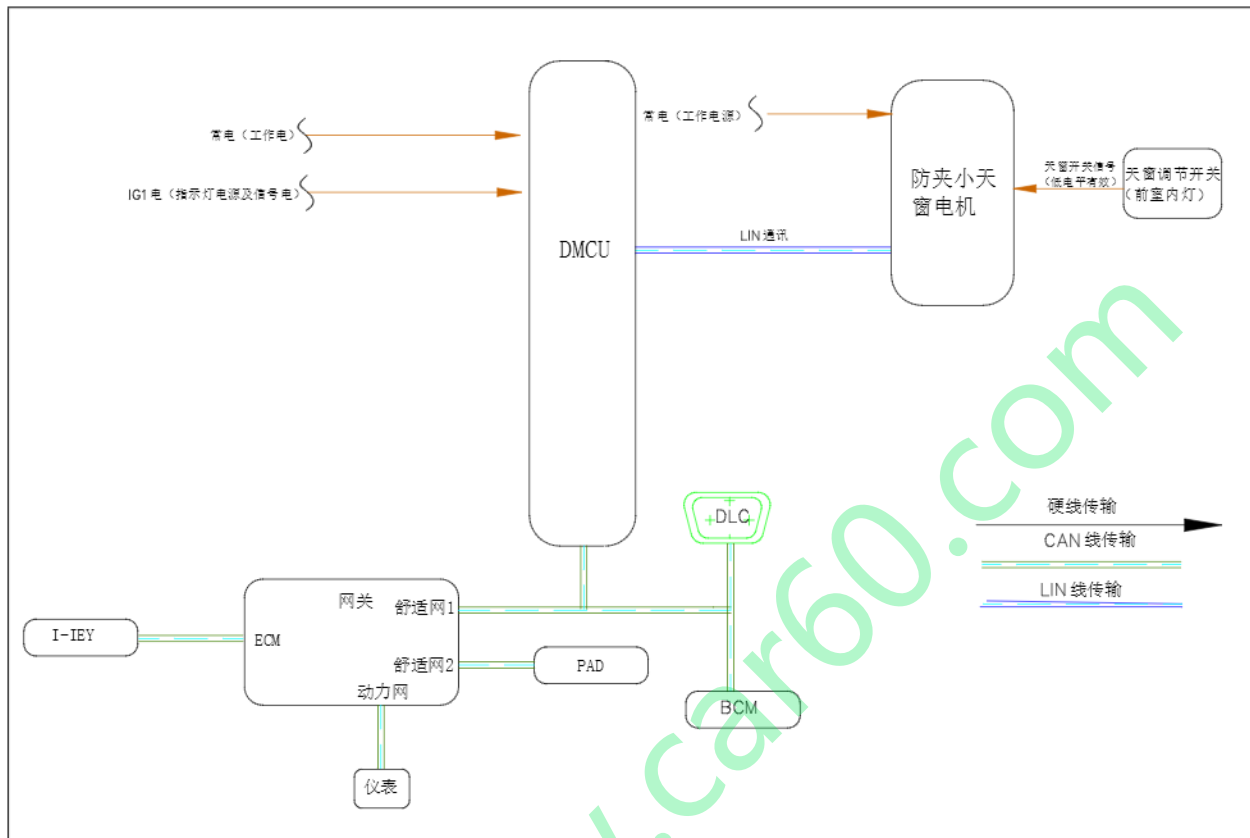 常电（工作电）
IG1电（指示灯电源及信号电）
DMCU
常电（工作电源）
防夹小天
窗电机
天窗开关信号
（低电平有效）
天窗调节开关
（前室内灯）
LIN通讯
DLC
硬线传输
CAN线传输
LIN线传输
网关
舒适网1
I-IEY
ECM
舒适网2
PAD
动力网
BCM
仪表
.car60.com